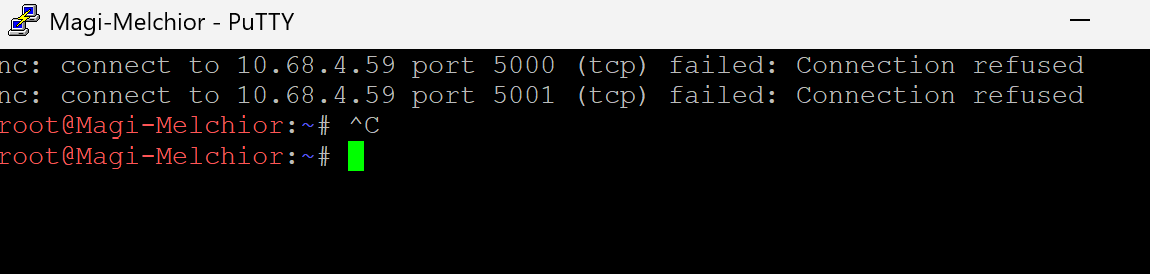 Magi-Melchior - PuTTY
nc: connect to 10.68.4.59 port 5000 (tcp) failed: Connection refused
nc: connect to 10.68.4.59 port 5001 (tcp) failed: Connection refused
root@Magi-Melchior:~# ^C
root@Magi-Melchior:~#